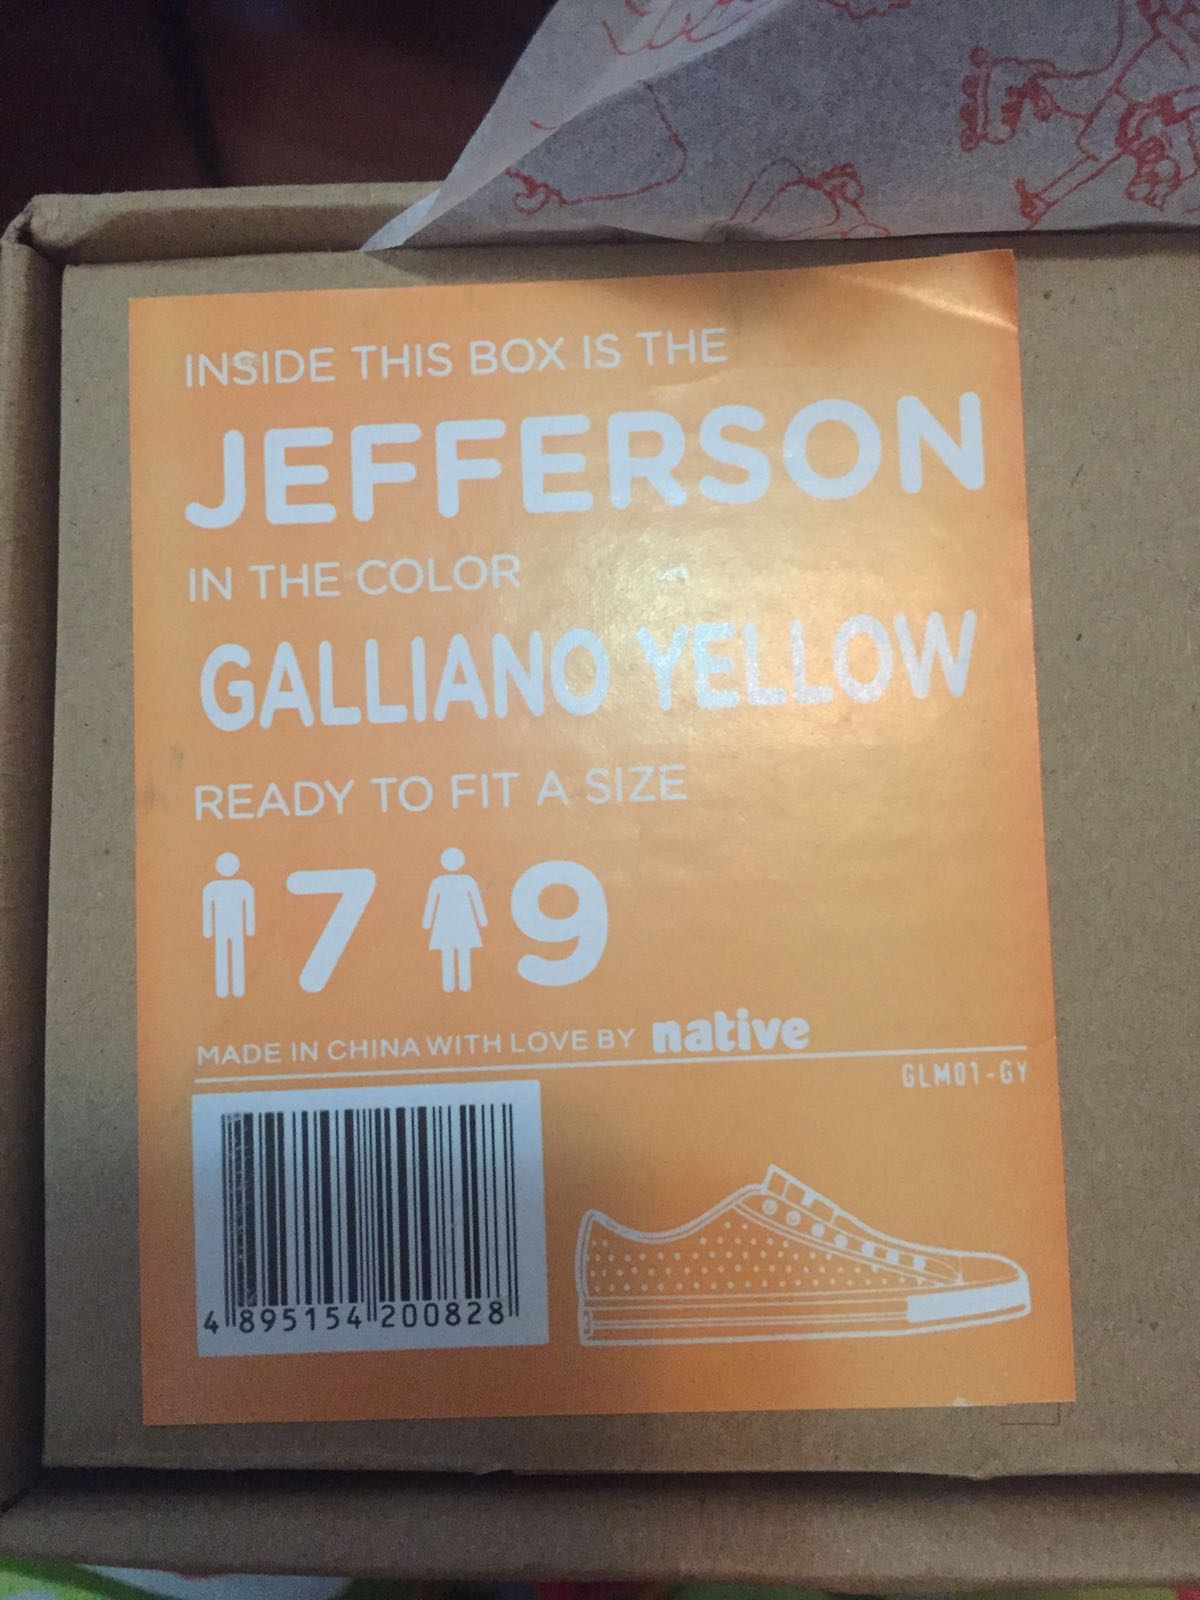 INSIDE THIS BOX IS THE
JEFFERSON
IN THE COLOR
GALLIANO YELLOW
READY TO FIT A SIZE
7 9
MADE IN CHINA WITH LOVE BY native
GLM01-GY
4 895154 200828